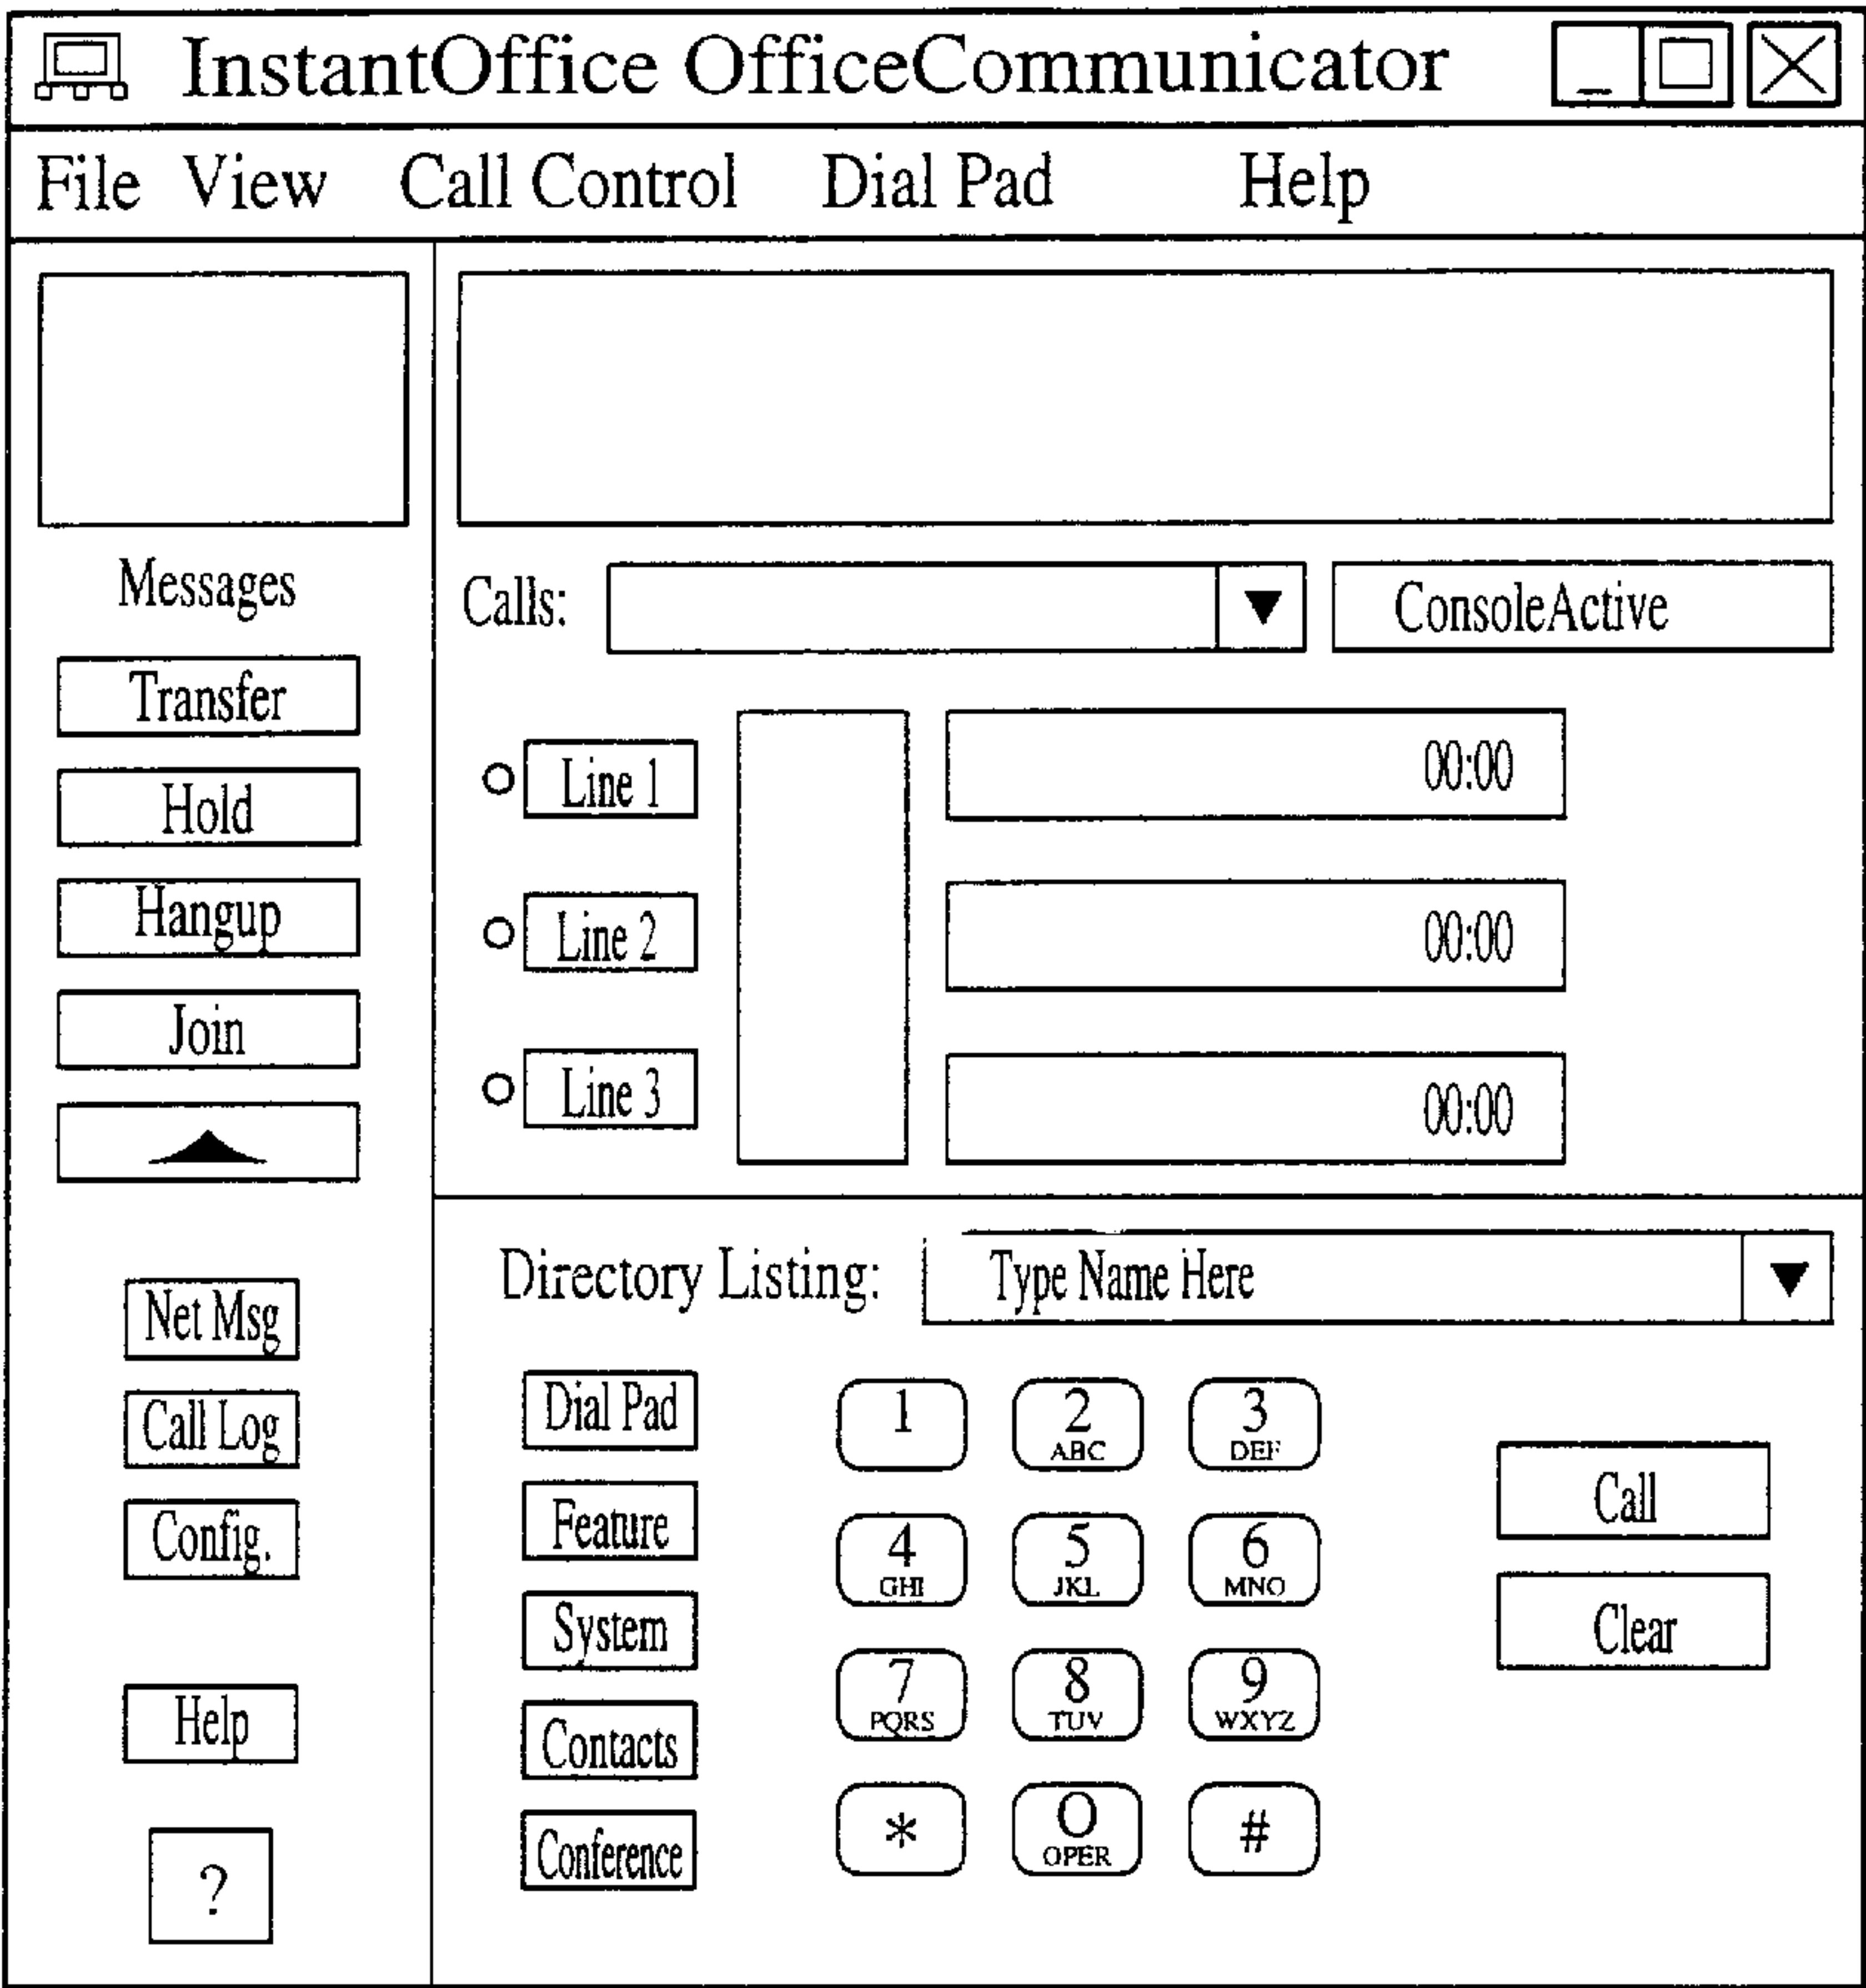 InstantOffice OfficeCommunicator
File View Call Control Dial Pad Help
Messages
Transfer
Hold
Hangup
Join
Net Msg
Call Log
Config.
Help
?
Calls:
ConsoleActive
Line 1 00:00
Line 2 00:00
Line 3 00:00
Directory Listing: Type Name Here
Dial Pad
Feature
System
Contacts
Conference
1 2 3
ABC DEF
4 5 6
GHI JKL MNO
7 8 9
PQRS TUV WXYZ
* 0 #
OPER
Call
Clear